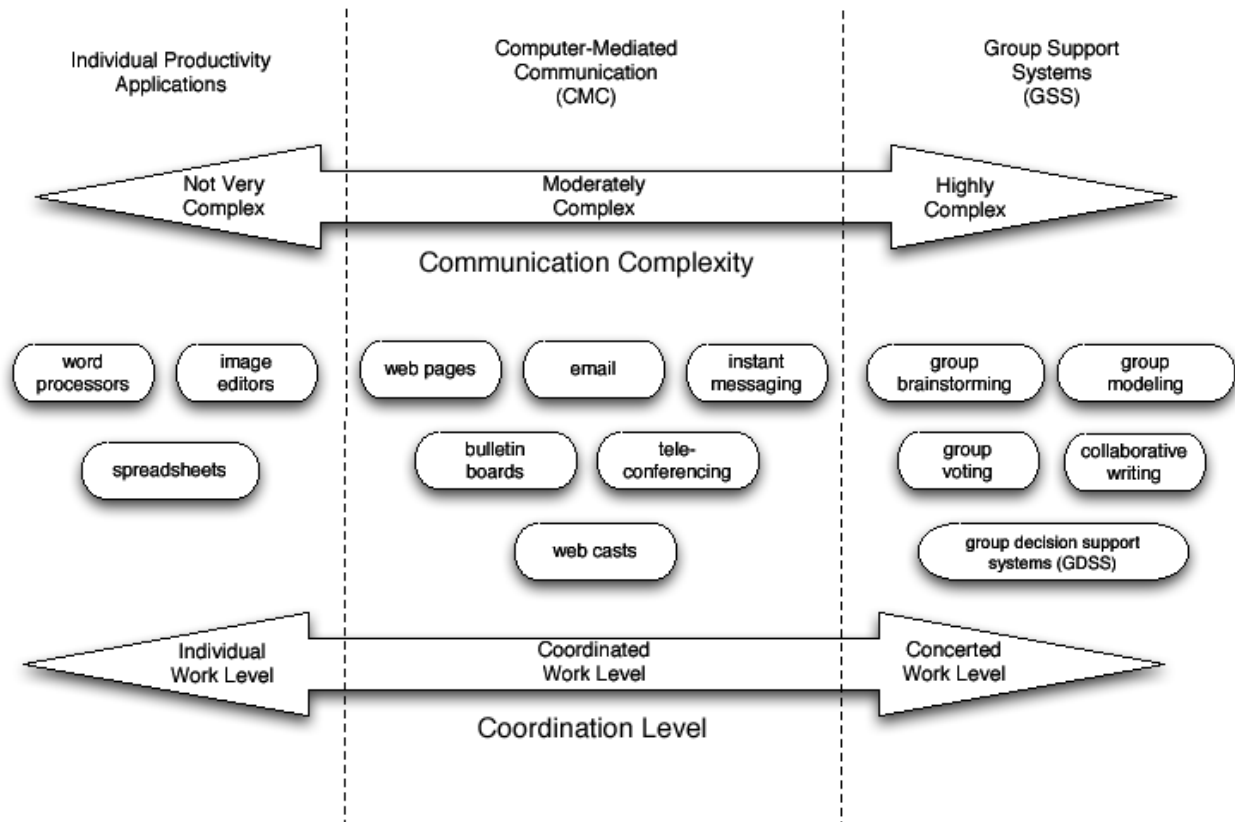 Individual Productivity
Applications
Computer-Mediated
Communication
(CMC)
Group Support
Systems
(GSS)
Not Very
Complex
Moderately
Complex
Highly
Complex
Communication Complexity
word
processors
image
editors
spreadsheets
web pages
email
instant
messaging
bulletin
boards
tele-
conferencing
web casts
group
brainstorming
group
modeling
group
voting
collaborative
writing
group decision support
systems (GDSS)
Individual
Work Level
Coordinated
Work Level
Concerted
Work Level
Coordination Level